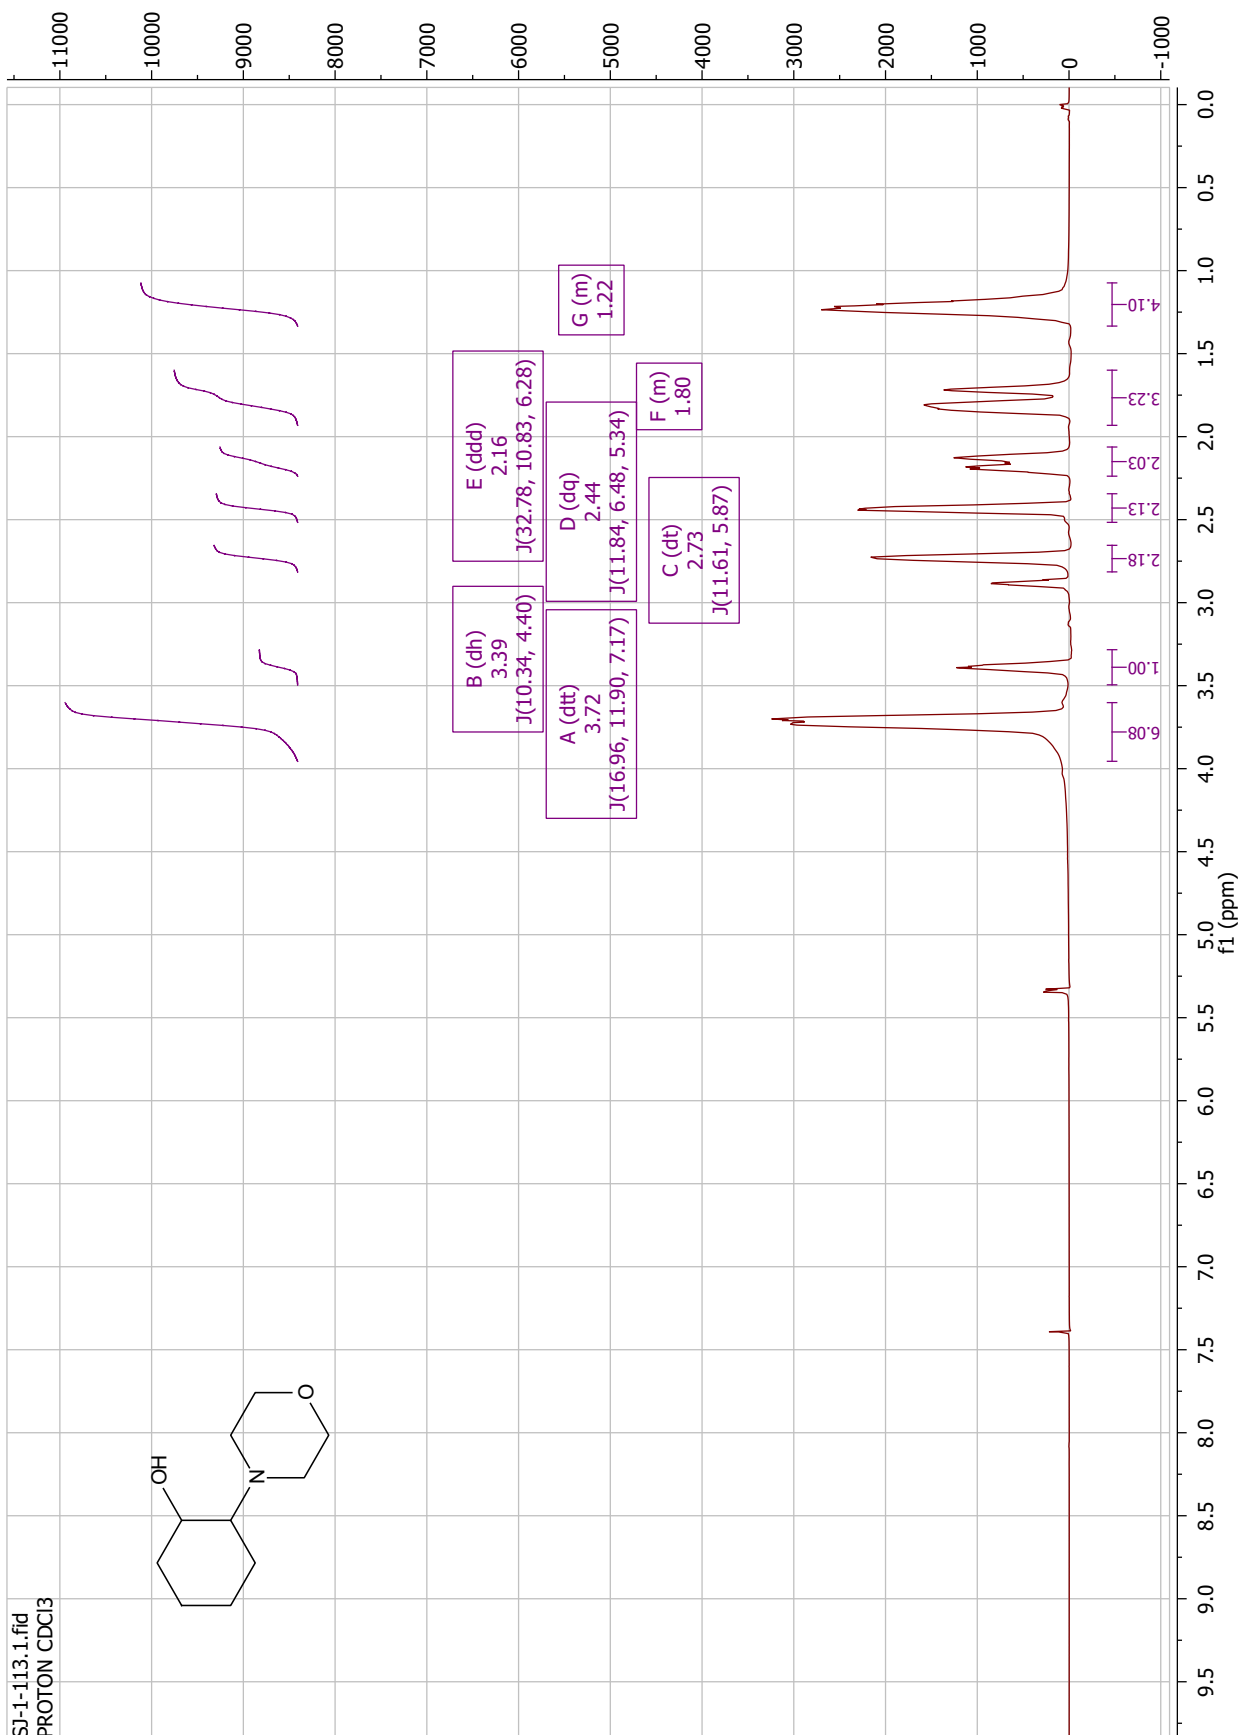 SJ-1-113.1.fid
PROTON CDCl3
OH
N
O
B (dh)
3.39
J(10.34, 4.40)
E (ddd)
2.16
J(32.78, 10.83, 6.28)
A (dtt)
3.72
J(16.96, 11.90, 7.17)
D (dq)
2.44
J(11.84, 6.48, 5.34)
G (m)
1.22
C (dt)
2.73
J(11.61, 5.87)
F (m)
1.80
11000
10000
9000
8000
7000
6000
5000
4000
3000
2000
1000
0
-1000
6.08
1.00
2.18
2.13
2.03
3.23
4.10
9.5 9.0 8.5 8.0 7.5 7.0 6.5 6.0 5.5 5.0 4.5 4.0 3.5 3.0 2.5 2.0 1.5 1.0 0.5 0.0
f1 (ppm)